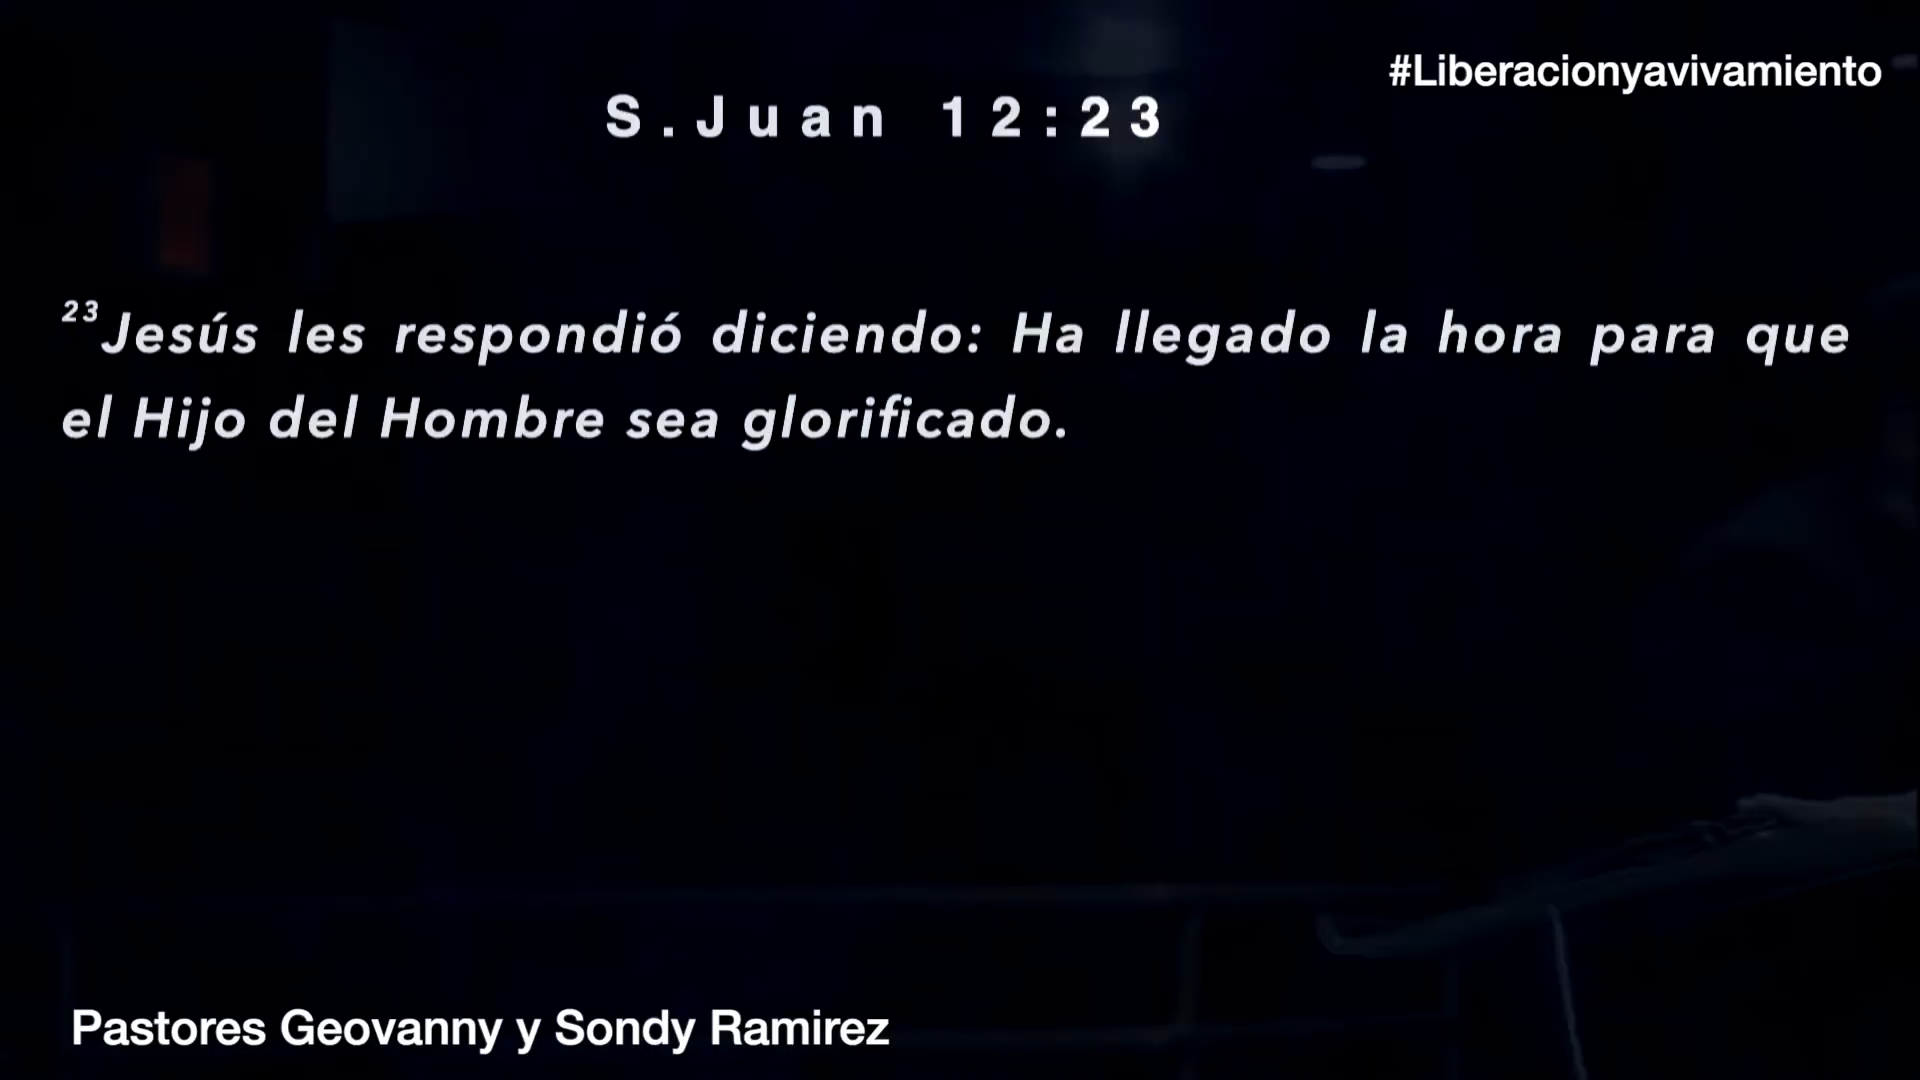 #Liberacionyavivamiento
S.Juan 12:23
23Jesús les respondió diciendo: Ha llegado la hora para que
el Hijo del Hombre sea glorificado.
Pastores Geovanny y Sondy Ramirez